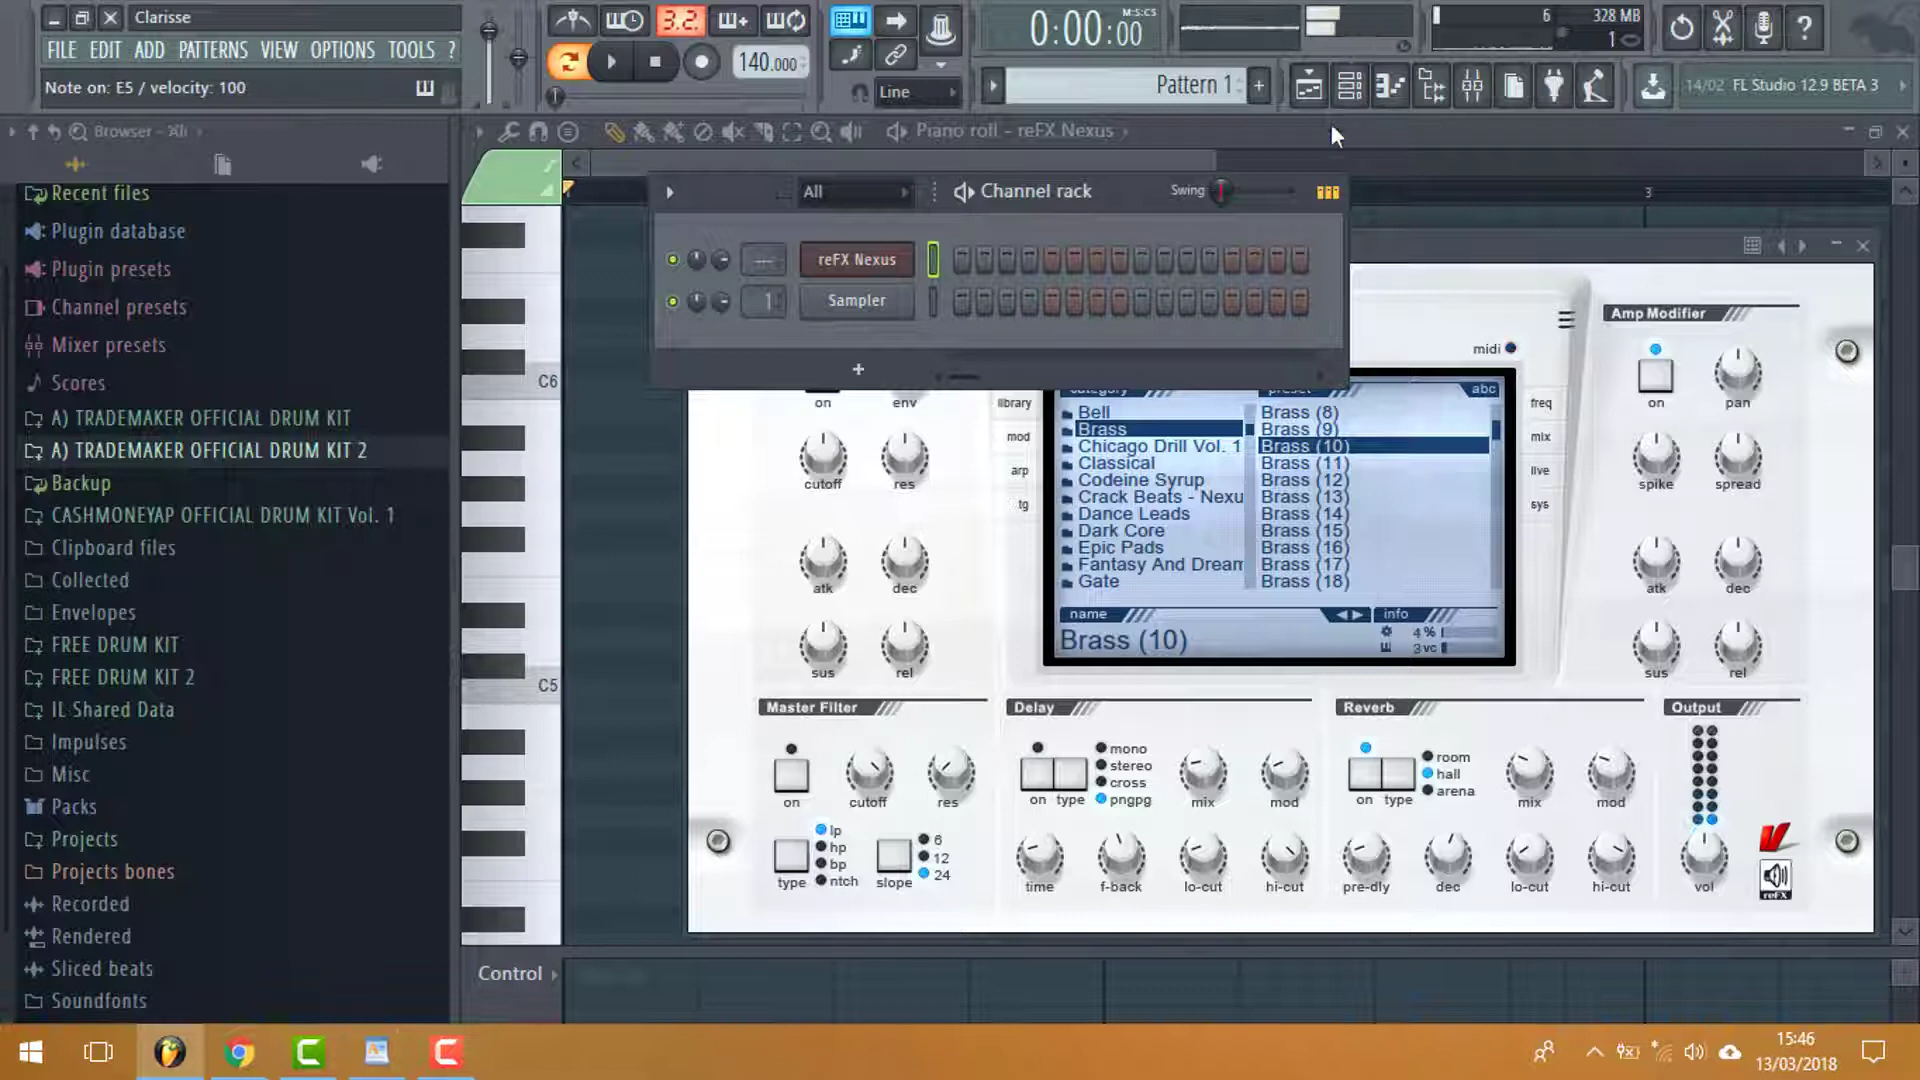 Clarisse
FILE EDIT ADD PATTERNS VIEW OPTIONS TOOLS ?
Note on: E5 / velocity: 100
3.2.
140.000
0:00:00
M:S:CS
Line
Pattern 1
+
6
328 MB
1
14/02 FL Studio 12.9 BETA 3
Browser - All
Piano roll - reFX Nexus
Recent files
Plugin database
Plugin presets
Channel presets
Mixer presets
Scores
A) TRADEMAKER OFFICIAL DRUM KIT
A) TRADEMAKER OFFICIAL DRUM KIT 2
Backup
CASHMONEYAP OFFICIAL DRUM KIT Vol. 1
Clipboard files
Collected
Envelopes
FREE DRUM KIT
FREE DRUM KIT 2
IL Shared Data
Impulses
Misc
Packs
Projects
Projects bones
Recorded
Rendered
Sliced beats
Soundfonts
C6
C5
3
Control
All
Channel rack
Swing
--- reFX Nexus
1 Sampler
+
midi
Amp Modifier
on
pan
spike
spread
atk
dec
sus
rel
on
env
cutoff
res
atk
dec
sus
rel
library
mod
arp
tg
freq
mix
live
sys
category
preset
abc
Bell
Brass
Chicago Drill Vol. 1
Classical
Codeine Syrup
Crack Beats - Nexu
Dance Leads
Dark Core
Epic Pads
Fantasy And Dream
Gate
Brass (8)
Brass (9)
Brass (10)
Brass (11)
Brass (12)
Brass (13)
Brass (14)
Brass (15)
Brass (16)
Brass (17)
Brass (18)
name
info
Brass (10)
4 %
3 vc
Master Filter
on
cutoff
res
type
lp
hp
bp
ntch
slope
6
12
24
Delay
on type
mono
stereo
cross
pngpg
mix
mod
time
f-back
lo-cut
hi-cut
Reverb
on type
room
hall
arena
mix
mod
pre-dly
dec
lo-cut
hi-cut
Output
vol
reFX
15:46
13/03/2018